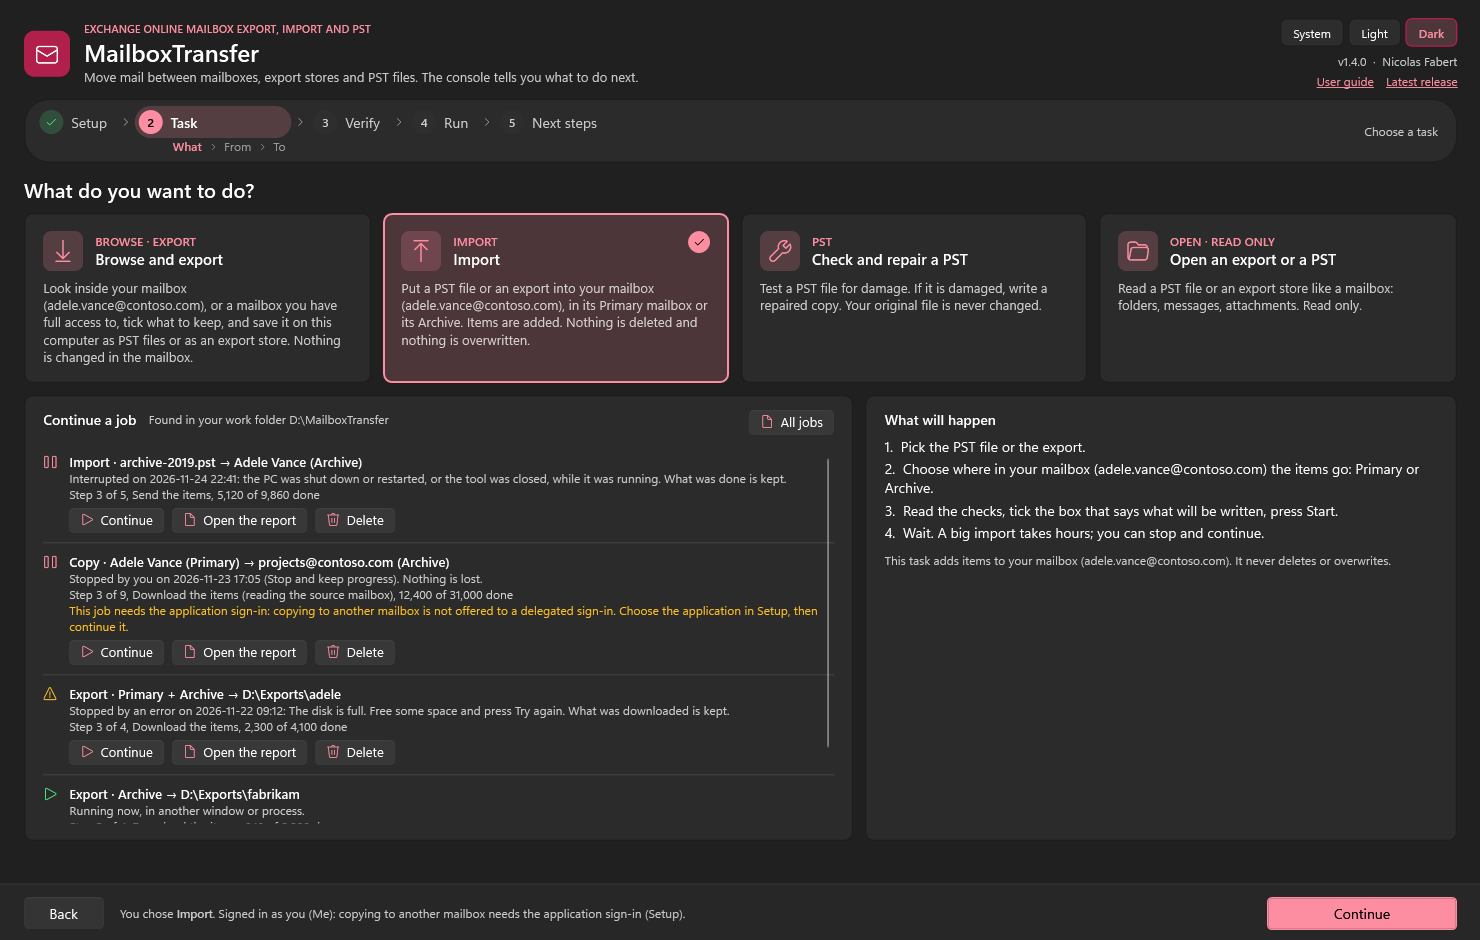 EXCHANGE ONLINE MAILBOX EXPORT, IMPORT AND PST
MailboxTransfer
Move mail between mailboxes, export stores and PST files. The console tells you what to do next.
System
Light
Dark
v1.4.0 · Nicolas Fabert
User guide
Latest release
Setup
2 Task
3 Verify
4 Run
5 Next steps
What > From > To
Choose a task
What do you want to do?
BROWSE · EXPORT
Browse and export
Look inside your mailbox
(adele.vance@contoso.com), or a mailbox you have
full access to, tick what to keep, and save it on this
computer as PST files or as an export store. Nothing
is changed in the mailbox.
IMPORT
Import
Put a PST file or an export into your mailbox
(adele.vance@contoso.com), in its Primary mailbox or
its Archive. Items are added. Nothing is deleted and
nothing is overwritten.
PST
Check and repair a PST
Test a PST file for damage. If it is damaged, write a
repaired copy. Your original file is never changed.
OPEN · READ ONLY
Open an export or a PST
Read a PST file or an export store like a mailbox:
folders, messages, attachments. Read only.
Continue a job
Found in your work folder D:\MailboxTransfer
All jobs
Import · archive-2019.pst → Adele Vance (Archive)
Interrupted on 2026-11-24 22:41: the PC was shut down or restarted, or the tool was closed, while it was running. What was done is kept.
Step 3 of 5, Send the items, 5,120 of 9,860 done
Continue
Open the report
Delete
Copy · Adele Vance (Primary) → projects@contoso.com (Archive)
Stopped by you on 2026-11-23 17:05 (Stop and keep progress). Nothing is lost.
Step 3 of 9, Download the items (reading the source mailbox), 12,400 of 31,000 done
This job needs the application sign-in: copying to another mailbox is not offered to a delegated sign-in. Choose the application in Setup, then
continue it.
Continue
Open the report
Delete
Export · Primary + Archive → D:\Exports\adele
Stopped by an error on 2026-11-22 09:12: The disk is full. Free some space and press Try again. What was downloaded is kept.
Step 3 of 4, Download the items, 2,300 of 4,100 done
Continue
Open the report
Delete
Export · Archive → D:\Exports\fabrikam
Running now, in another window or process.
What will happen
1. Pick the PST file or the export.
2. Choose where in your mailbox (adele.vance@contoso.com) the items go: Primary or
Archive.
3. Read the checks, tick the box that says what will be written, press Start.
4. Wait. A big import takes hours; you can stop and continue.
This task adds items to your mailbox (adele.vance@contoso.com). It never deletes or overwrites.
Back
You chose Import. Signed in as you (Me): copying to another mailbox needs the application sign-in (Setup).
Continue